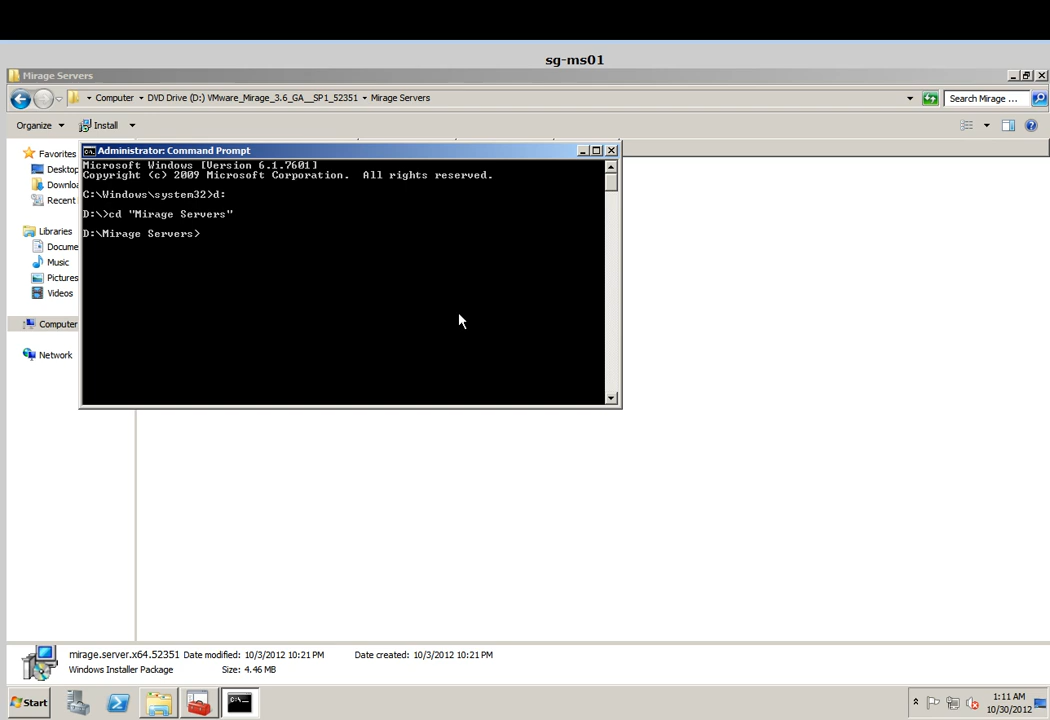 sg-ms01
Mirage Servers
Computer DVD Drive (D:) VMware_Mirage_3.6_GA__SP1_52351 Mirage Servers
Search Mirage ...
Organize Install
Favorites
Desktop
Downloa
Recent
Libraries
Docume
Music
Pictures
Videos
Computer
Network
Administrator: Command Prompt
Microsoft Windows [Version 6.1.7601]
Copyright (c) 2009 Microsoft Corporation. All rights reserved.
C:\Windows\system32>d:
D:\>cd "Mirage Servers"
D:\Mirage Servers>
mirage.server.x64.52351 Date modified: 10/3/2012 10:21 PM Date created: 10/3/2012 10:21 PM
Windows Installer Package Size: 4.46 MB
Start
C:\_
1:11 AM
10/30/2012